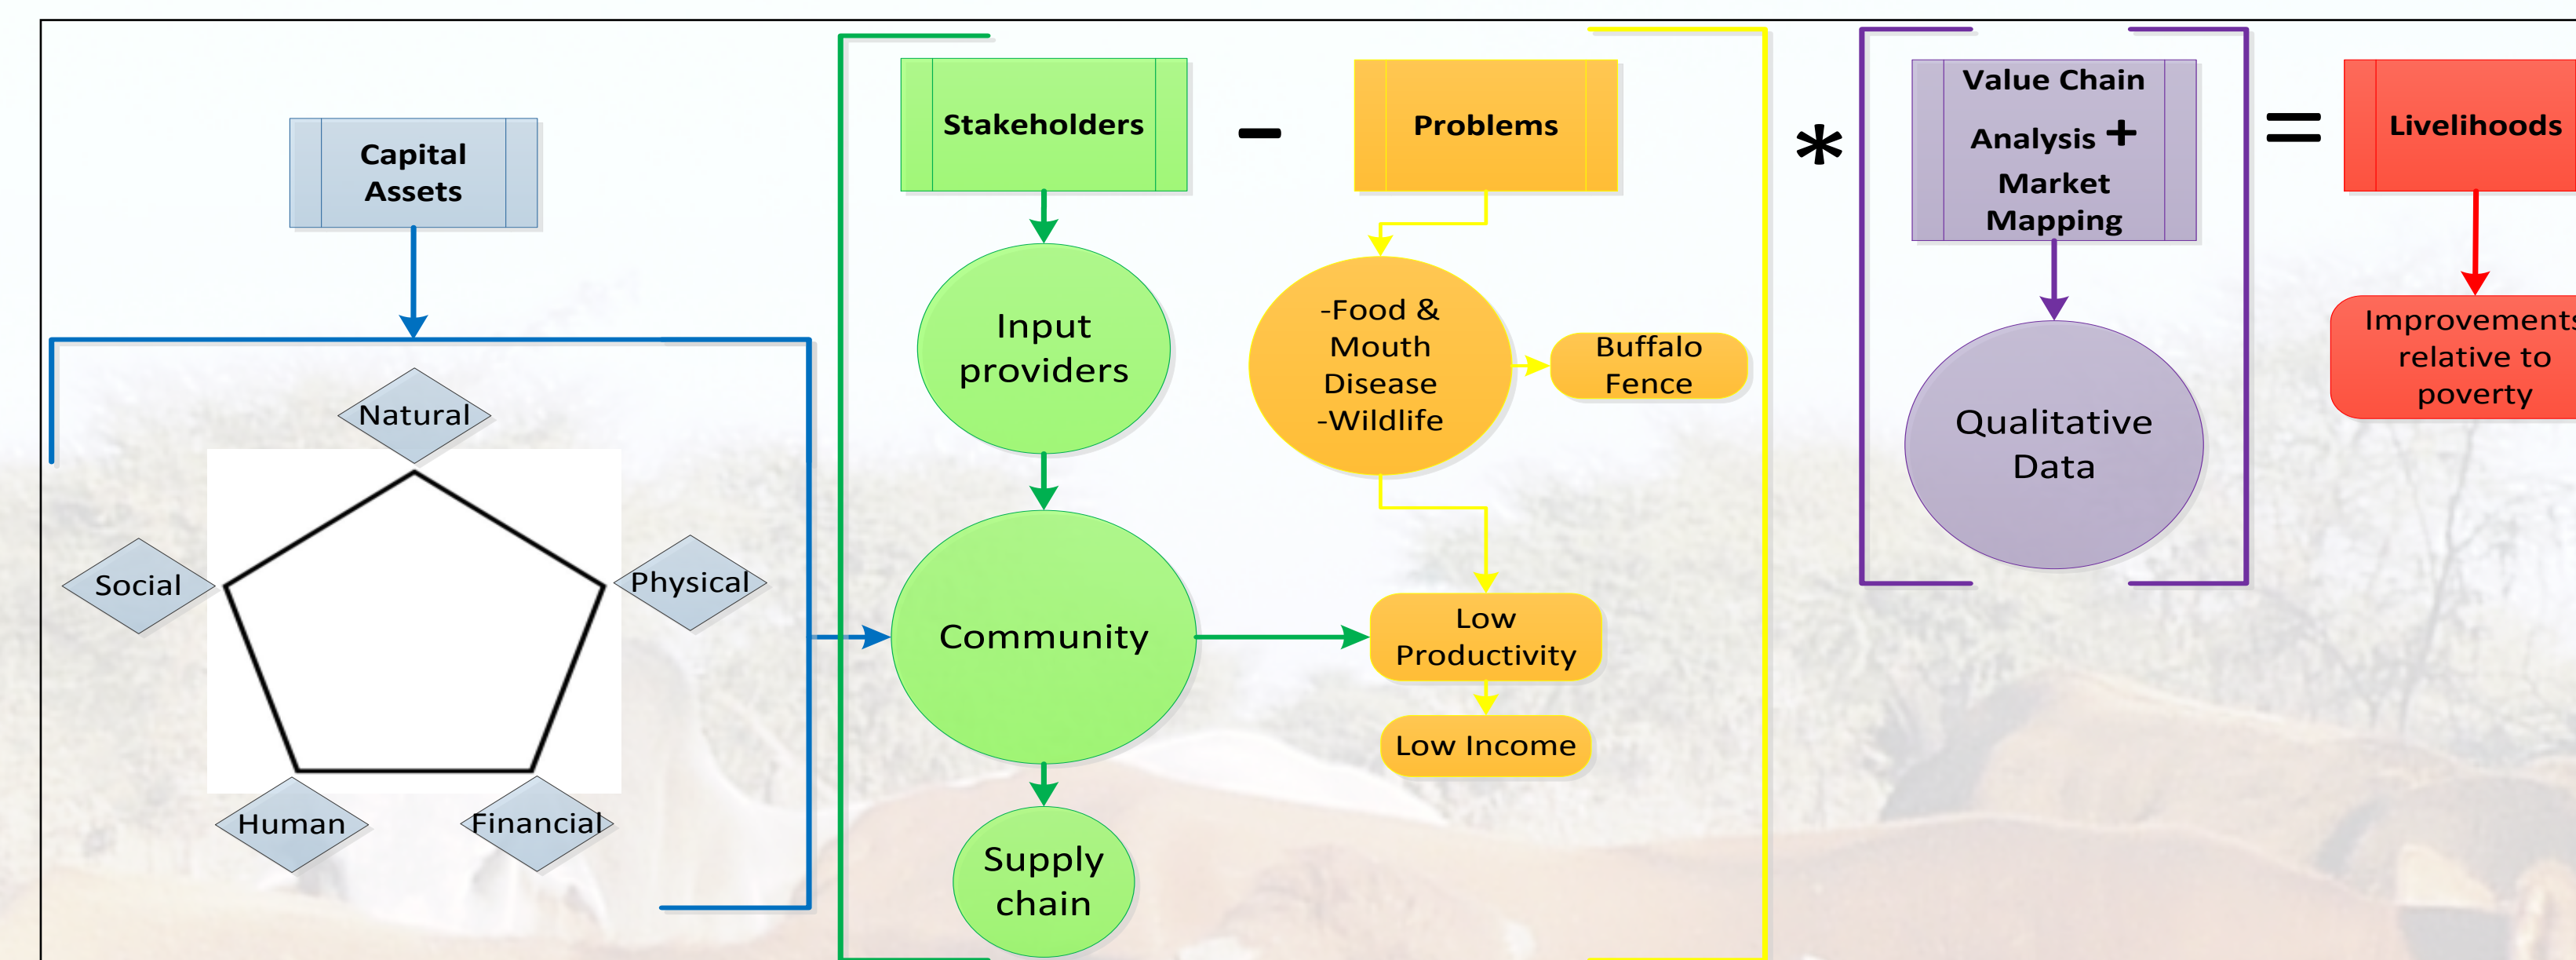 Capital
Assets
Natural
Social
Physical
Human
Financial
Stakeholders
Input
providers
Community
Supply
chain
−
Problems
-Food &
Mouth
Disease
-Wildlife
Buffalo
Fence
Low
Productivity
Low Income
*
Value Chain
Analysis +
Market
Mapping
Qualitative
Data
=
Livelihoods
Improvements
relative to
poverty